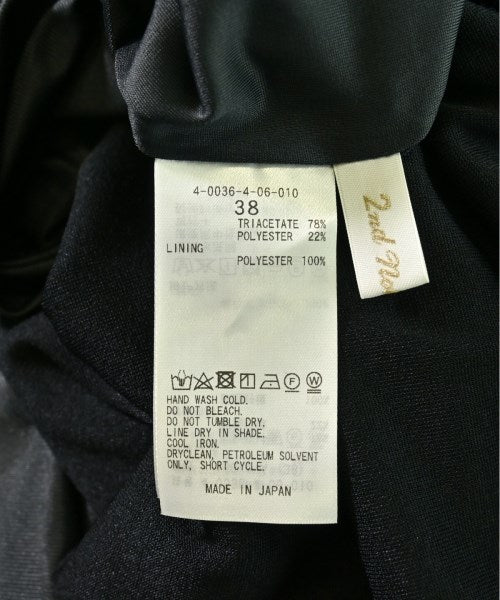 4-0036-4-06-010
38
TRIACETATE 78%
POLYESTER 22%
LINING
POLYESTER 100%
HAND WASH COLD.
DO NOT BLEACH.
DO NOT TUMBLE DRY.
LINE DRY IN SHADE.
COOL IRON.
DRYCLEAN, PETROLEUM SOLVENT
ONLY, SHORT CYCLE.
MADE IN JAPAN
2nd